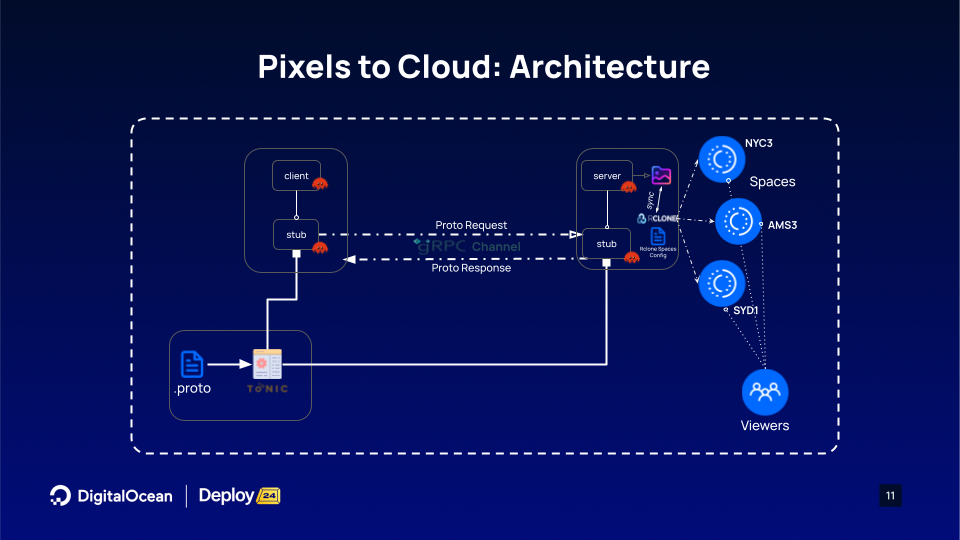 Pixels to Cloud: Architecture
client
stub
Proto Request
gRPC Channel
Proto Response
server
stub
sync
RCLONE
Rclone Spaces
Config
NYC3
Spaces
AMS3
SYD1
.proto
TONIC
Viewers
DigitalOcean
Deploy 24
11